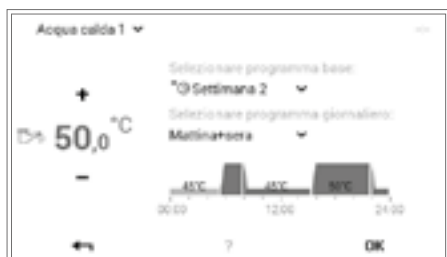 Acqua calda 1
Selezionare programma base:
Settimana 2
+
50,0 °C
Selezionare programma giornaliero:
Mattina+sera
−
45°C 45°C 50°C
00:00 12:00 24:00
? OK